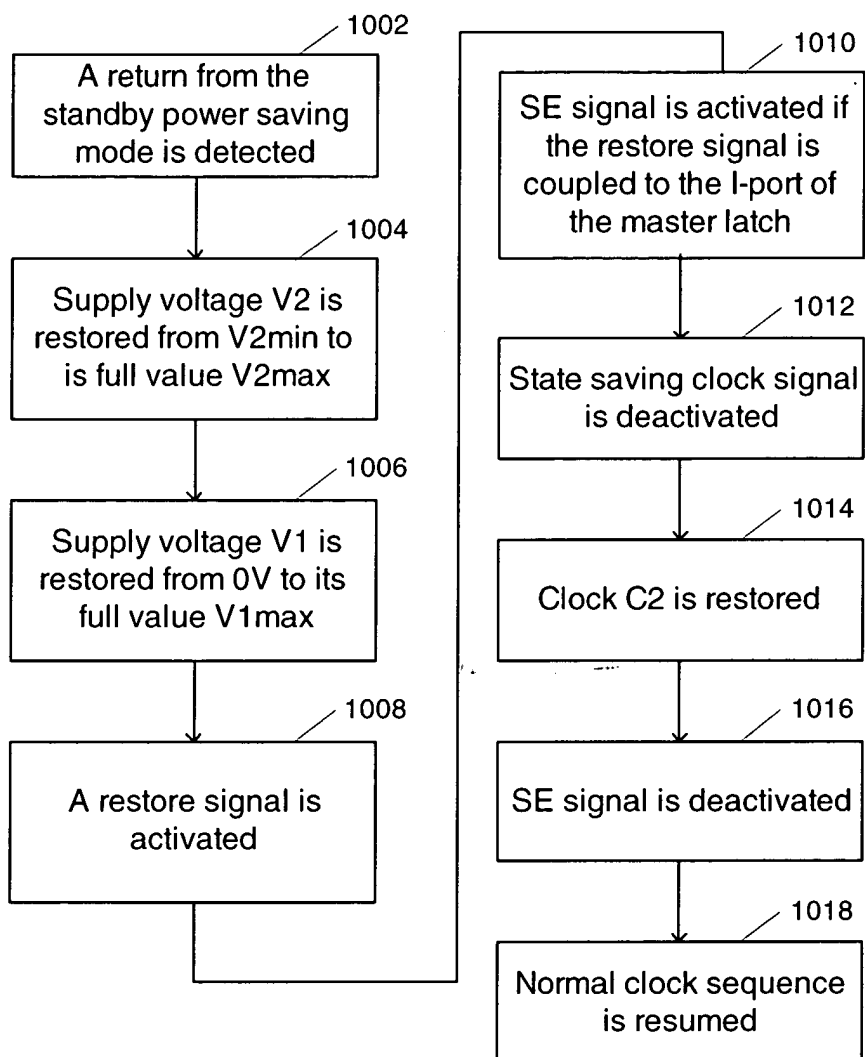 1002
A return from the
standby power saving
mode is detected
1004
Supply voltage V2 is
restored from V2min to
is full value V2max
1006
Supply voltage V1 is
restored from 0V to its
full value V1max
1008
A restore signal is
activated
1010
SE signal is activated if
the restore signal is
coupled to the I-port of
the master latch
1012
State saving clock signal
is deactivated
1014
Clock C2 is restored
1016
SE signal is deactivated
1018
Normal clock sequence
is resumed